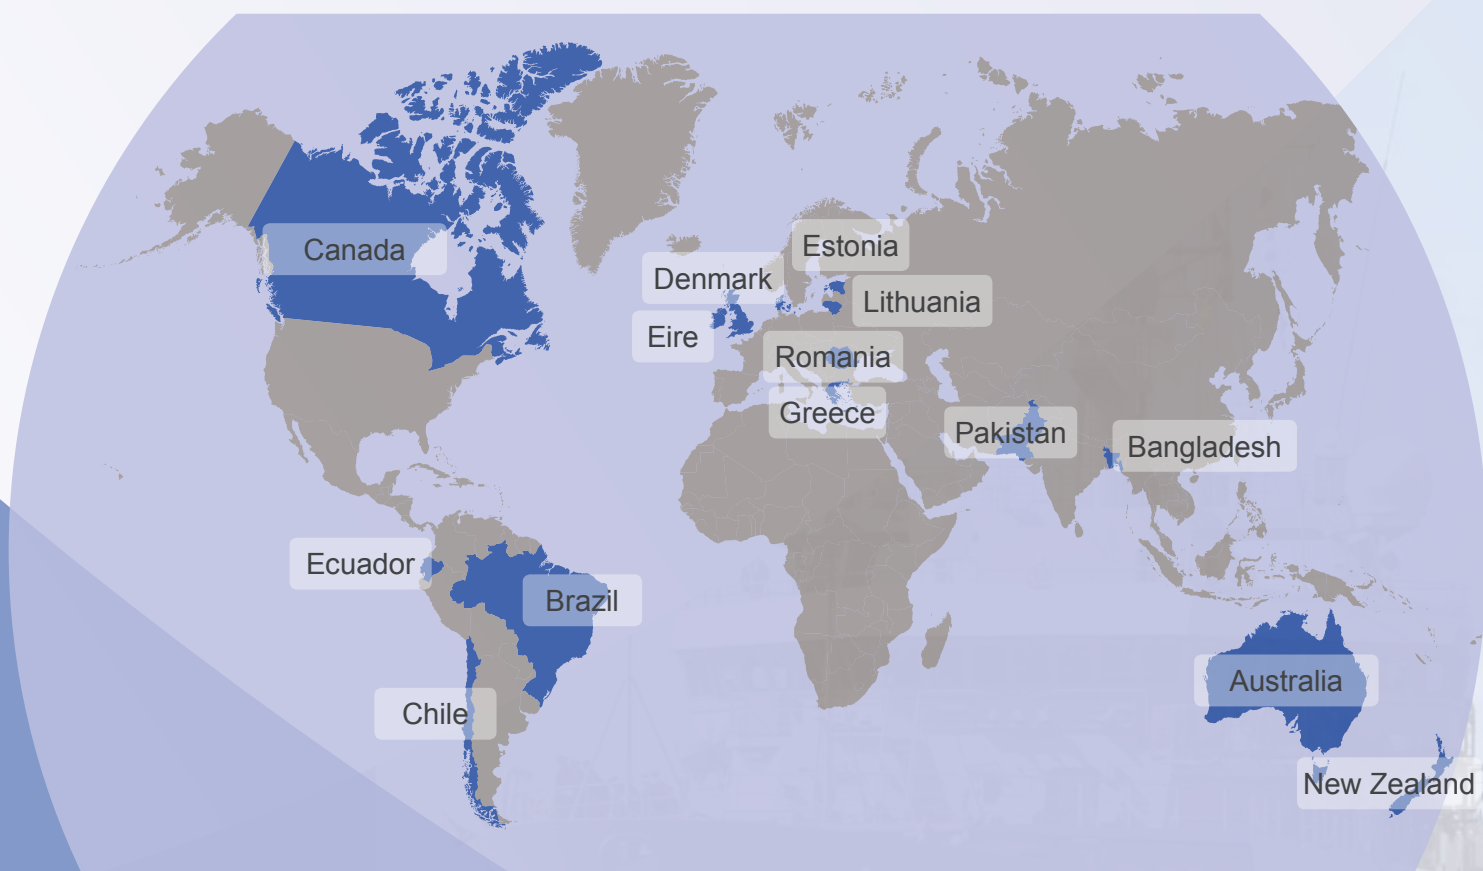 Canada
Estonia
Denmark
Lithuania
Eire
Romania
Greece
Pakistan
Bangladesh
Ecuador
Brazil
Australia
Chile
New Zealand